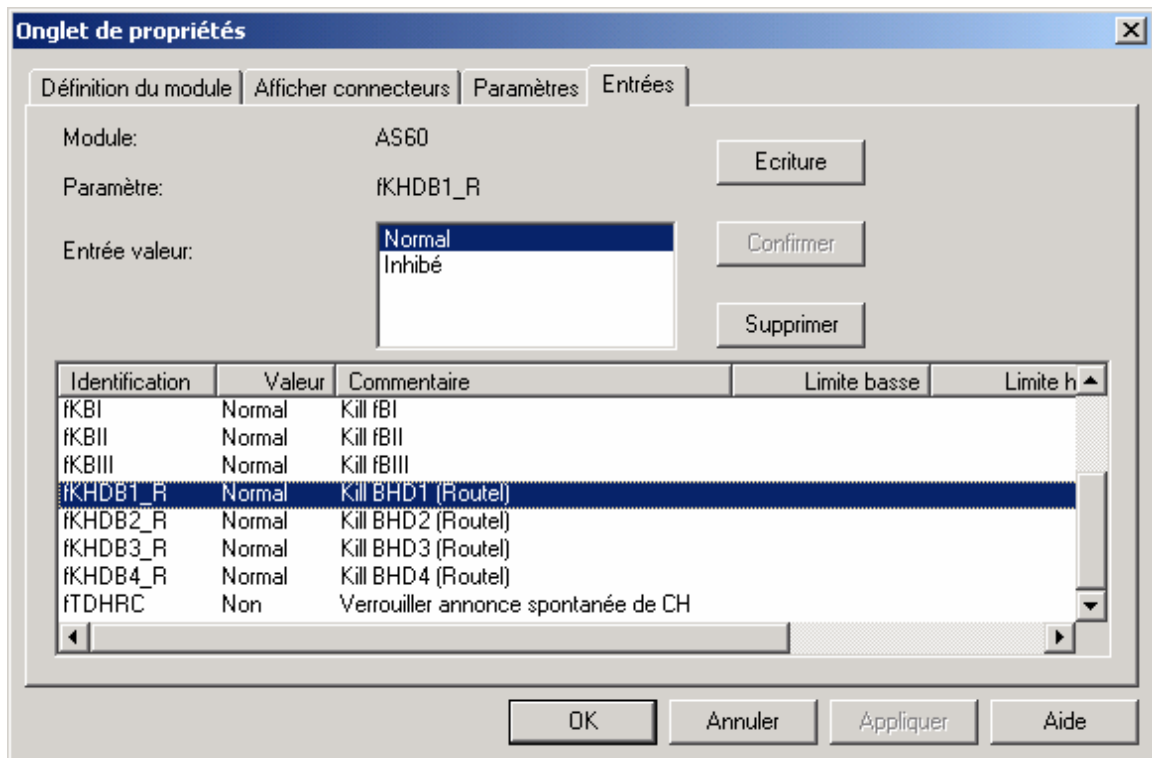 Onglet de propriétés
Définition du module Afficher connecteurs Paramètres Entrées
Module: AS60
Ecriture
Paramètre: fKHDB1_R
Entrée valeur: Normal
Confirmer
Inhibé
Supprimer
Identification Valeur Commentaire Limite basse Limite h
fKBI Normal Kill fBI
fKBII Normal Kill fBII
fKBIII Normal Kill fBIII
fKHDB1_R Normal Kill BHD1 (Routel)
fKHDB2_R Normal Kill BHD2 (Routel)
fKHDB3_R Normal Kill BHD3 (Routel)
fKHDB4_R Normal Kill BHD4 (Routel)
fTDHRC Non Verrouiller annonce spontanée de CH
OK Annuler Appliquer Aide